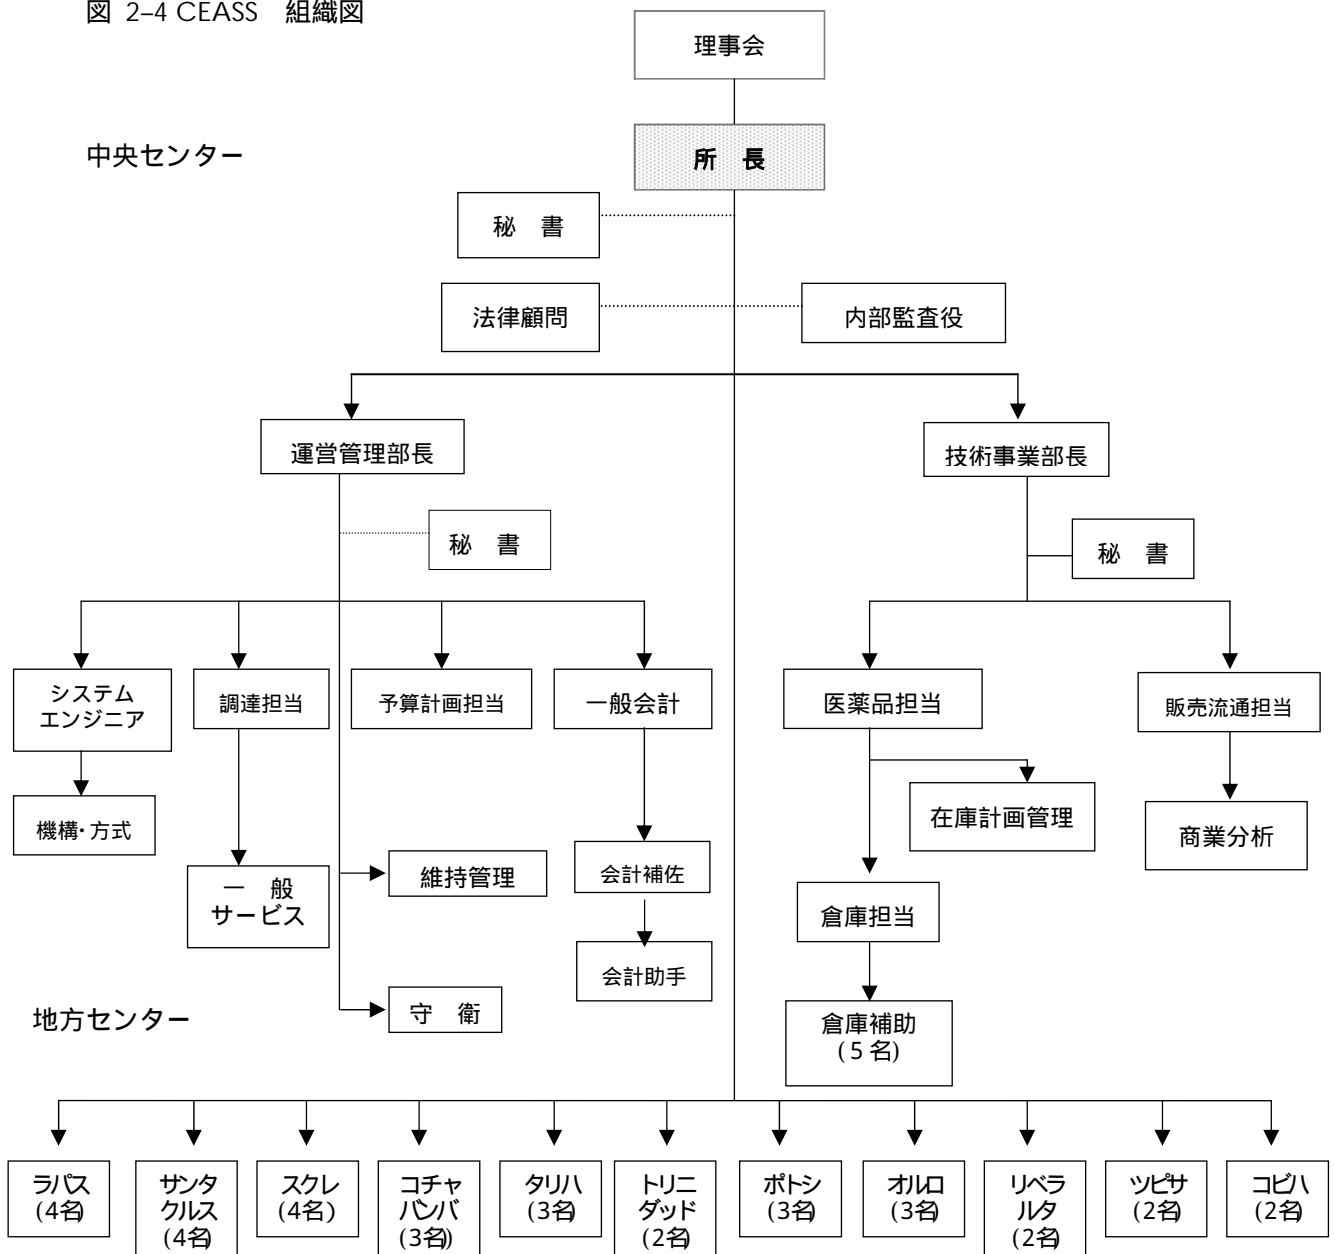 図 2–4 CEASS 組織図
理事会
中央センター
所 長
秘 書
法律顧問
内部監査役
運営管理部長
技術事業部長
秘 書
秘 書
システム
エンジニア
調達担当
予算計画担当
一般会計
医薬品担当
販売流通担当
機構・方式
在庫計画管理
商業分析
一 般
サービス
維持管理
会計補佐
倉庫担当
会計助手
守 衛
地方センター
倉庫補助
(5 名)
ラパス
(4名)
サンタ
クルス
(4名)
スクレ
(4名)
コチャ
バンバ
(3名)
タリハ
(3名)
トリニ
ダッド
(2名)
ポトシ
(3名)
オルロ
(3名)
リベラ
ルタ
(2名)
ツピサ
(2名)
コビハ
(2名)